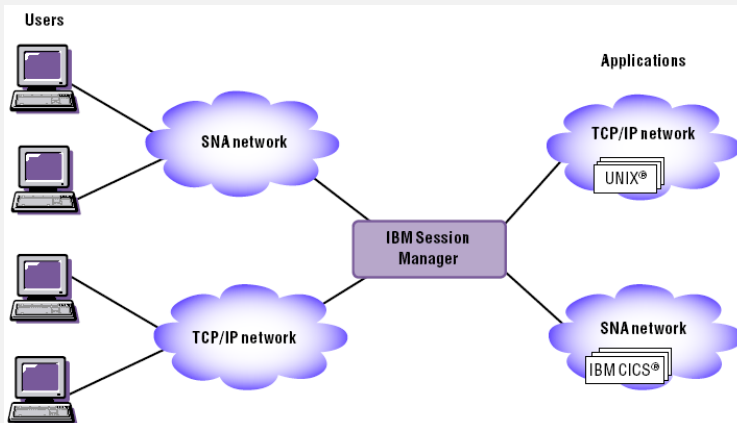 Users
Applications
SNA network
TCP/IP network
UNIX®
IBM Session
Manager
TCP/IP network
SNA network
IBM CICS®